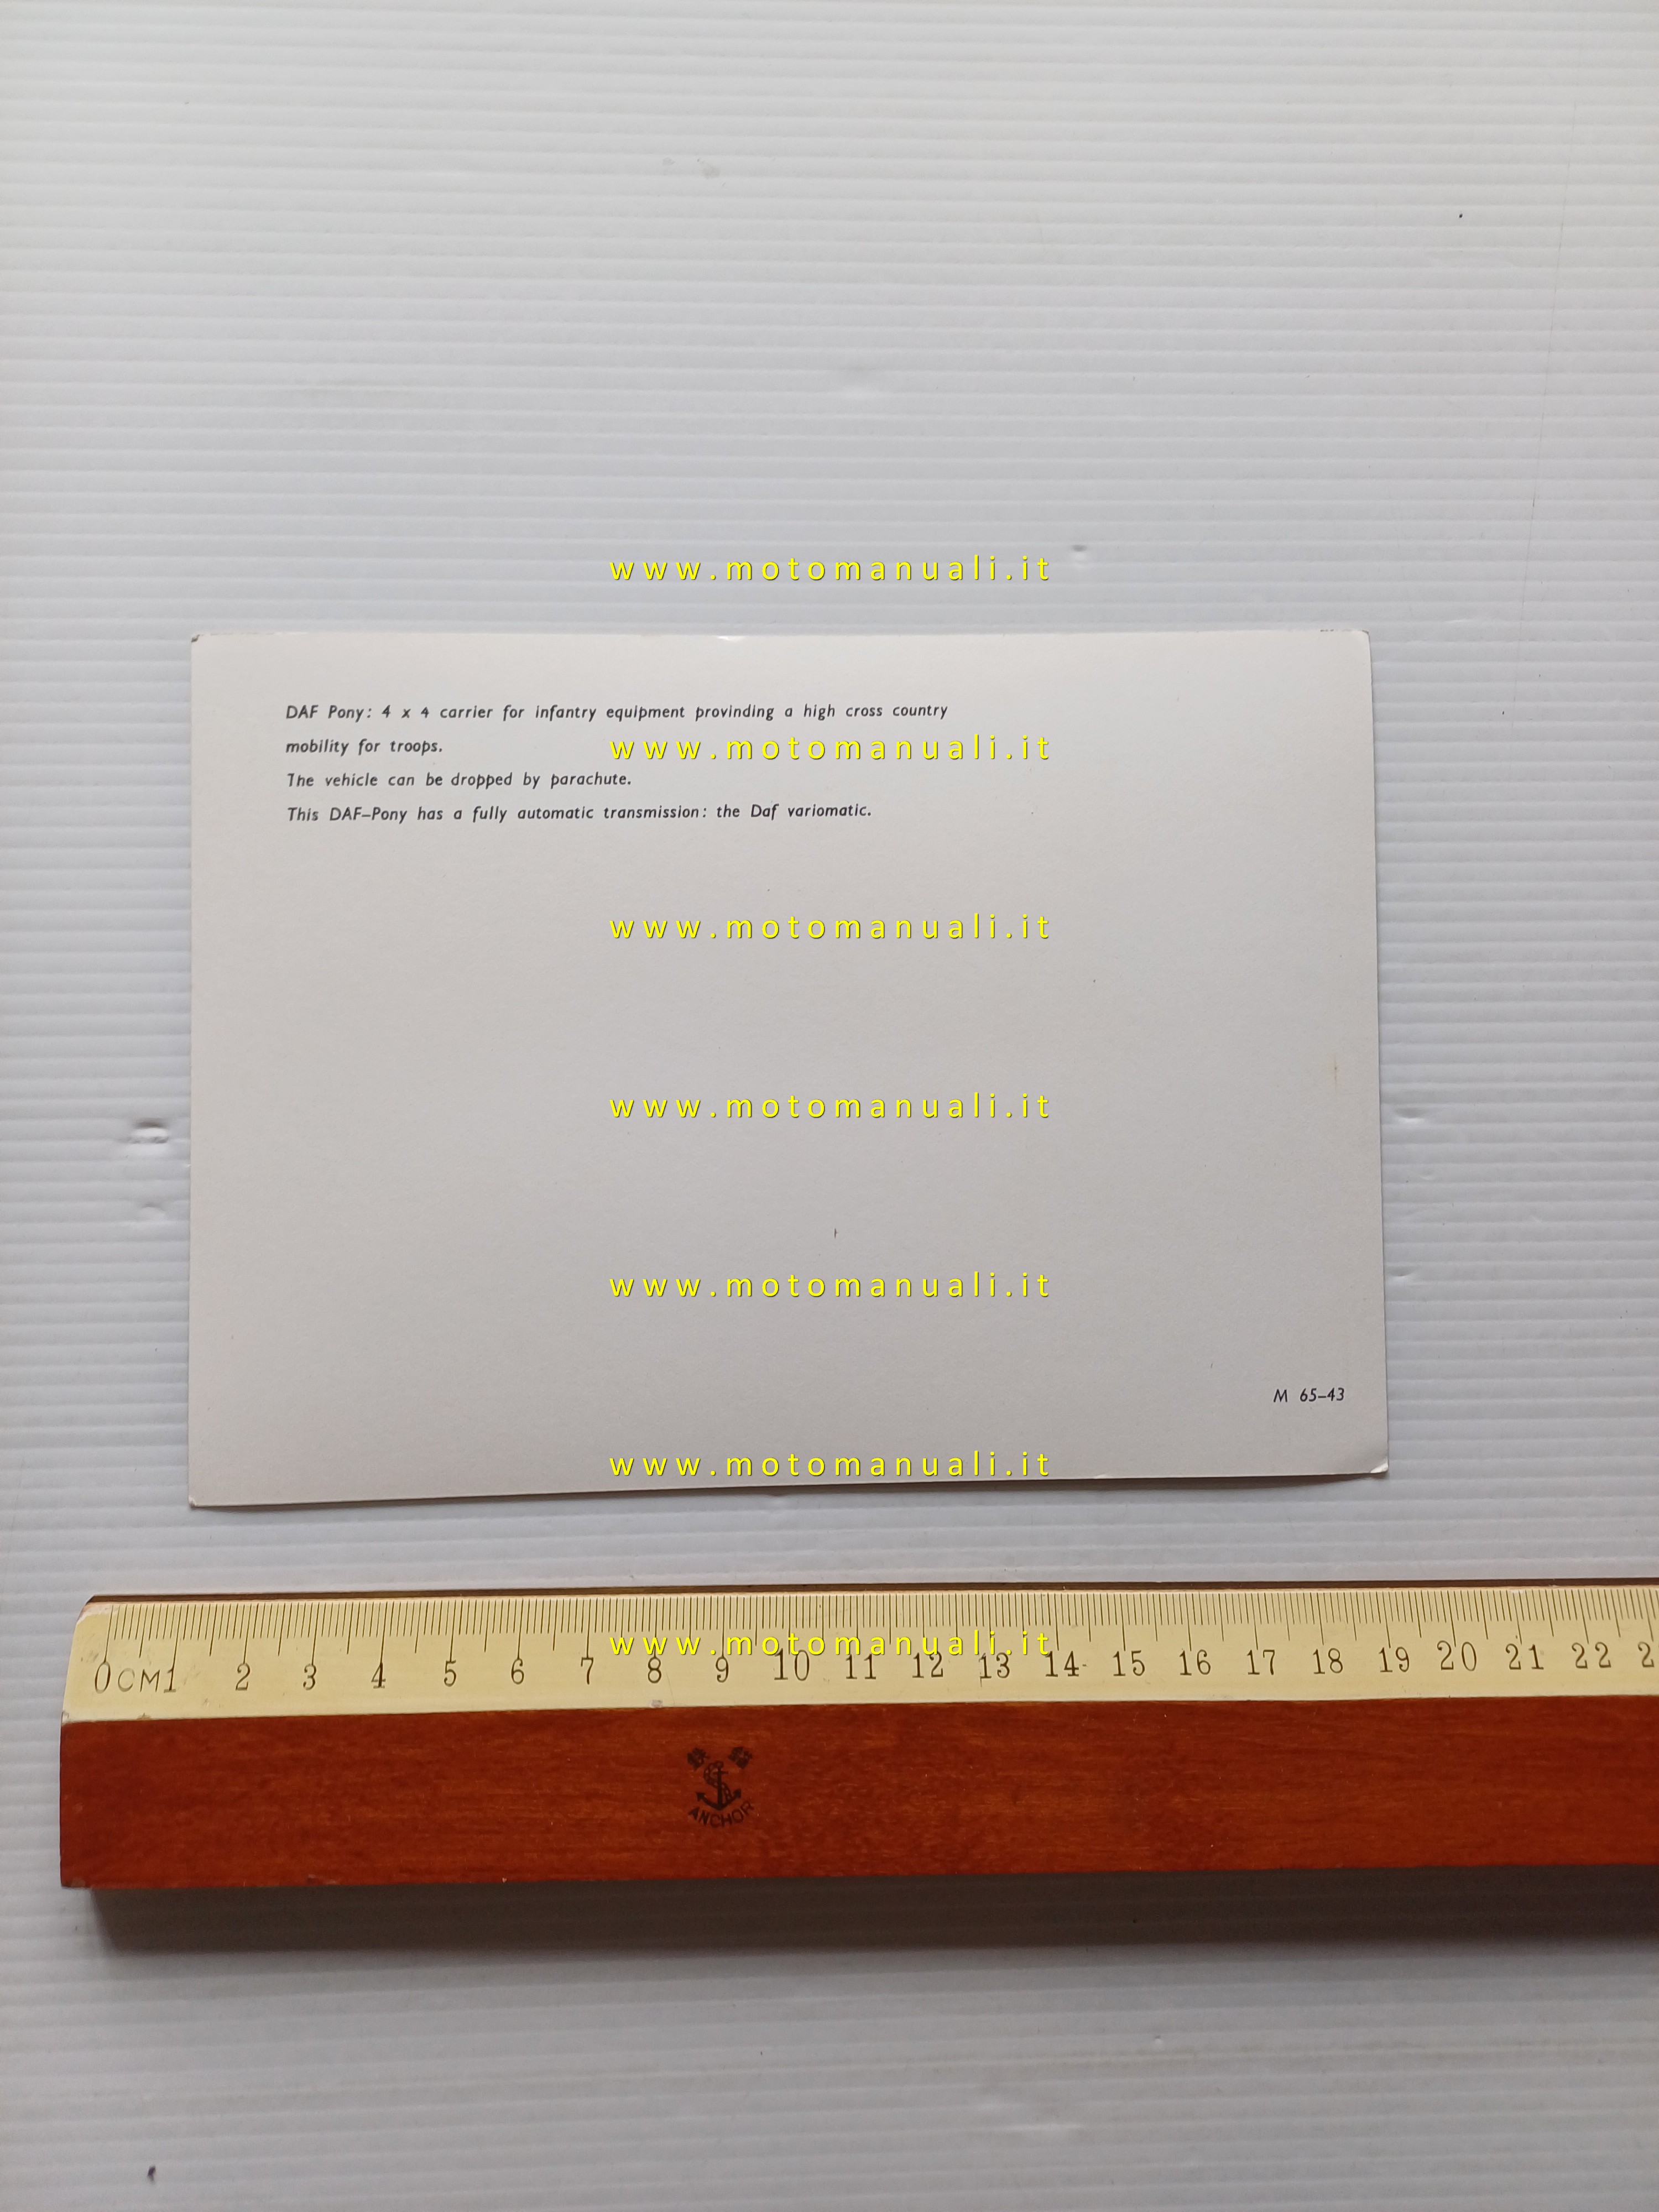 www.motomanuali.it
DAF Pony: 4 x 4 carrier for infantry equipment provinding a high cross country
mobility for troops.
www.motomanuali.it
The vehicle can be dropped by parachute.
This DAF–Pony has a fully automatic transmission: the Daf variomatic.
www.motomanuali.it
www.motomanuali.it
www.motomanuali.it
M 65–43
www.motomanuali.it
www.motomanuali.it
0CM1 2 3 4 5 6 7 8 9 10 11 12 13 14 15 16 17 18 19 20 21 22 2
ANCHOR